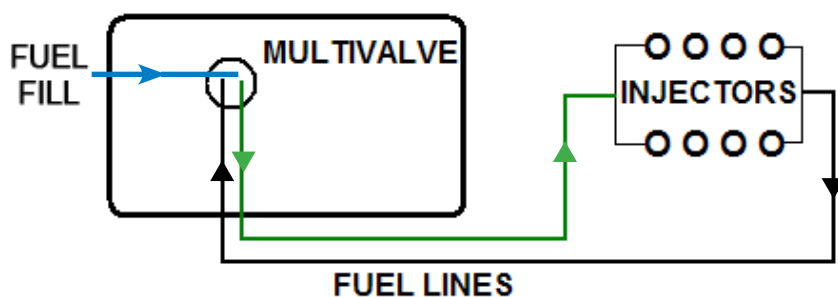 FUEL
FILL
MULTIVALVE
INJECTORS
FUEL LINES